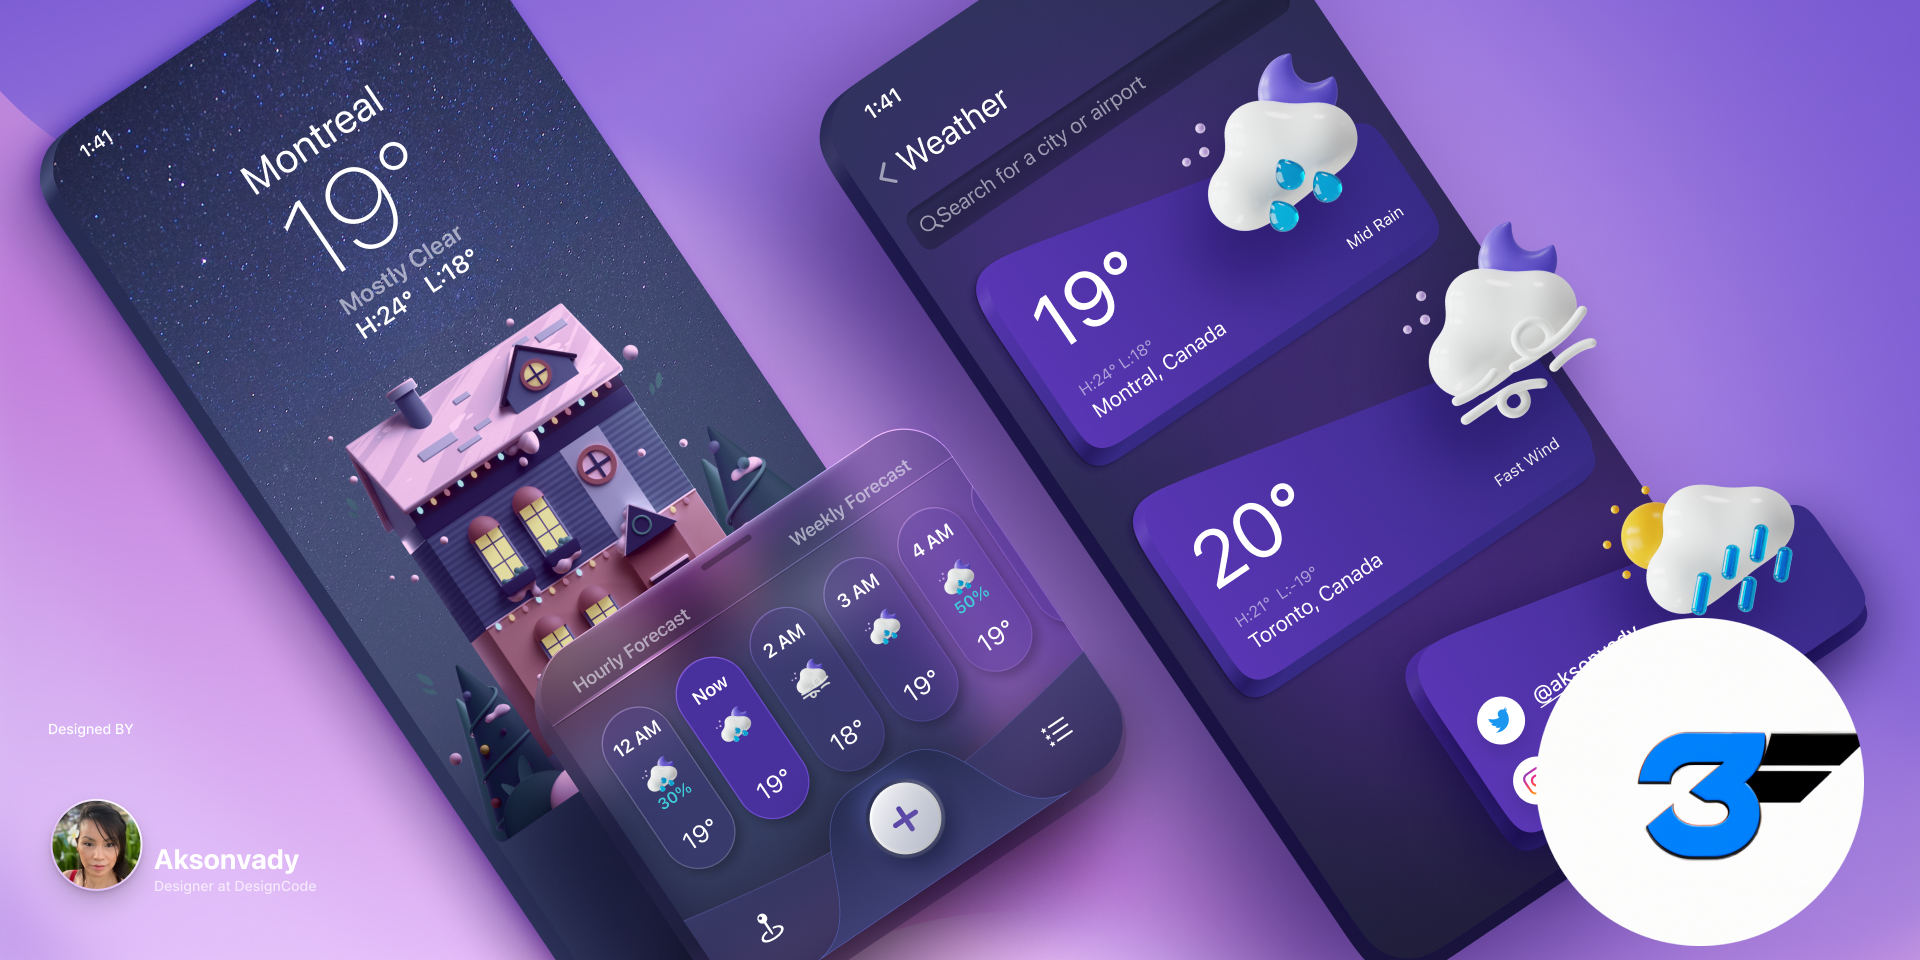 1:41
Montreal
19°
Mostly Clear
H:24° L:18°
Hourly Forecast
Weekly Forecast
12 AM
30%
19°
Now
19°
2 AM
18°
3 AM
19°
4 AM
50%
19°
1:41
Weather
Search for a city or airport
19°
H:24° L:18°
Montral, Canada
Mid Rain
20°
H:21° L:-19°
Toronto, Canada
Fast Wind
@aksonvady
Designed BY
Aksonvady
Designer at DesignCode
3F